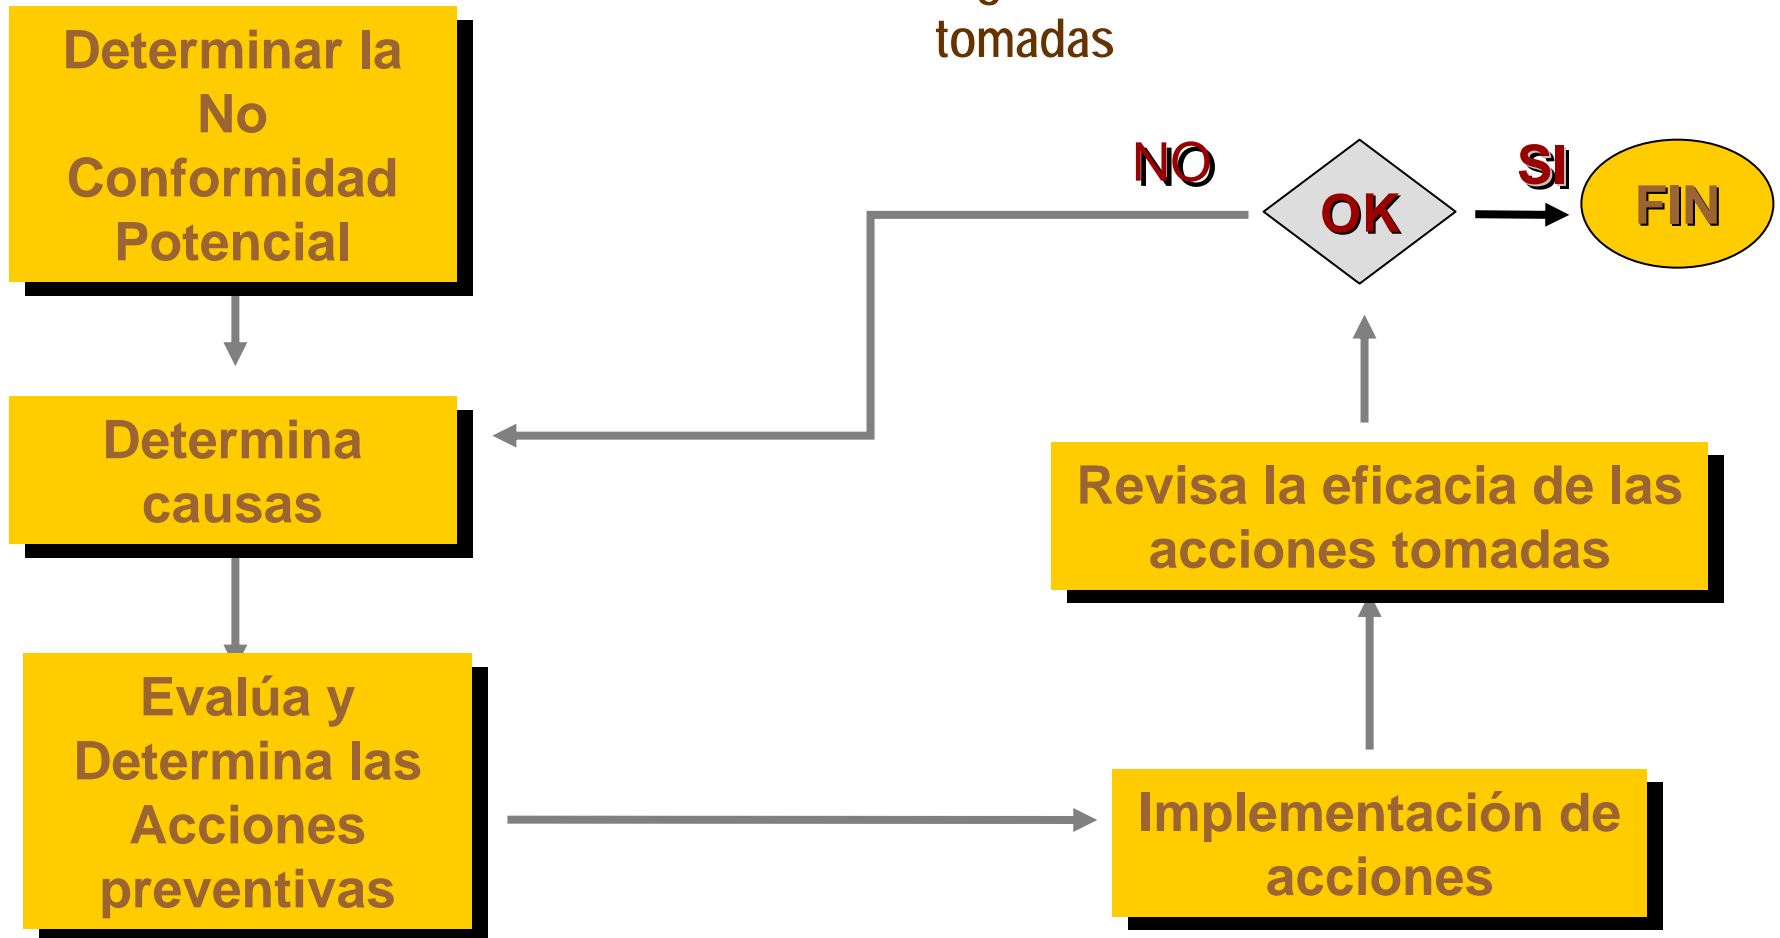 tomadas
Determinar la
No
Conformidad
Potencial
NO
OK
SI
FIN
Determina
causas
Revisa la eficacia de las
acciones tomadas
Evalúa y
Determina las
Acciones
preventivas
Implementación de
acciones